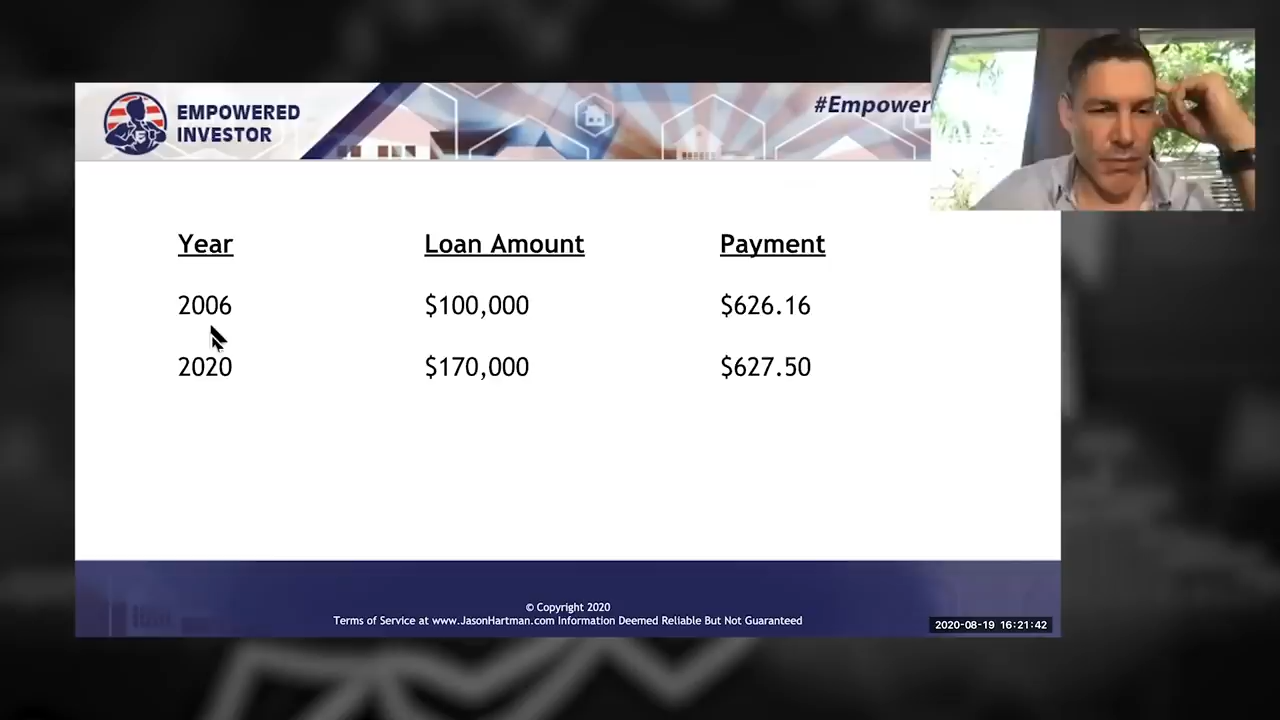 EMPOWERED
INVESTOR
#Empower
Year Loan Amount Payment
2006 $100,000 $626.16
2020 $170,000 $627.50
© Copyright 2020
Terms of Service at www.JasonHartman.com Information Deemed Reliable But Not Guaranteed
2020-08-19 16:21:42